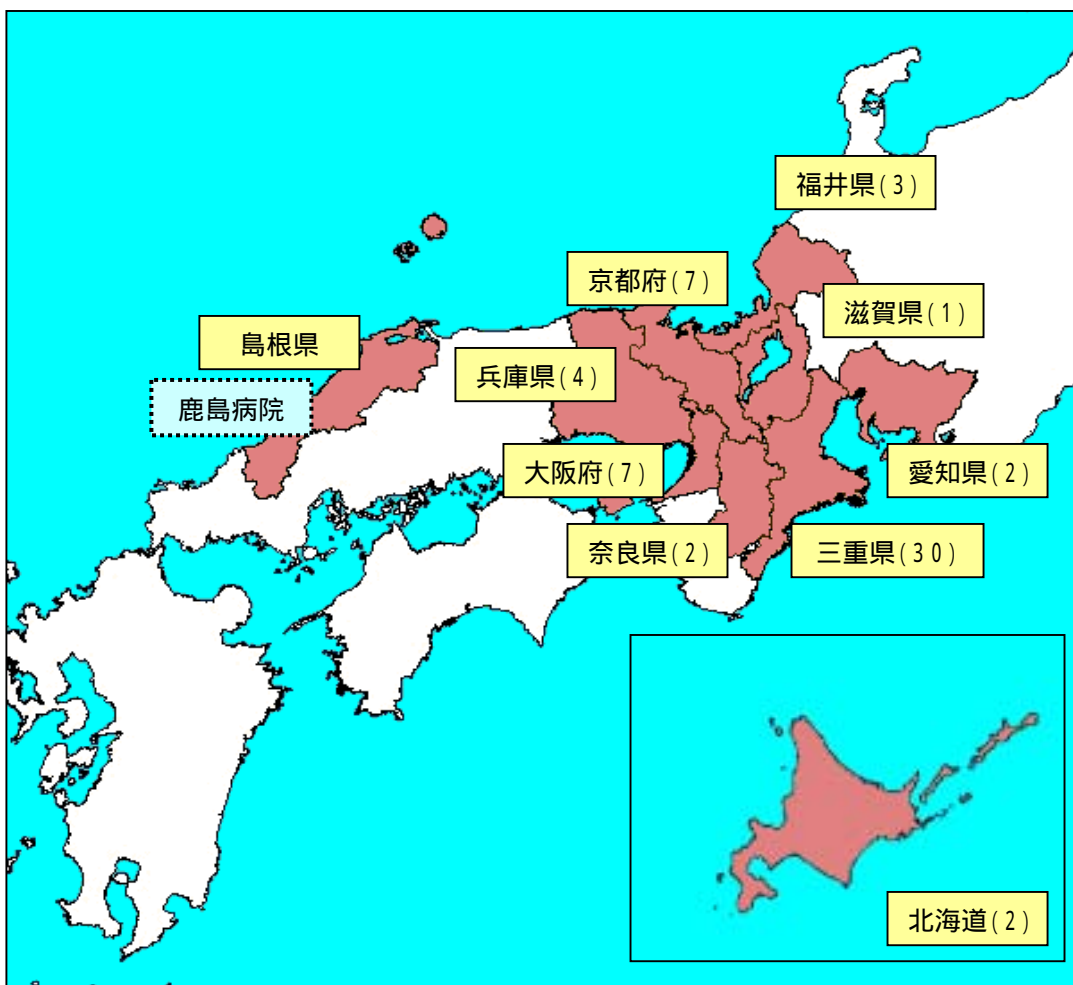 福井県(3)
京都府(7)
滋賀県(1)
島根県
兵庫県(4)
鹿島病院
大阪府(7)
愛知県(2)
奈良県(2)
三重県(30)
北海道(2)